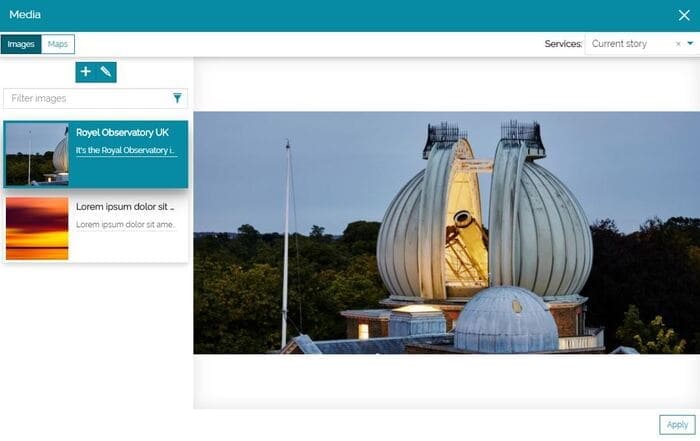 Media
Images Maps Services: Current story
Filter images
Royel Observatory UK
It's the Royal Observatory i..
Lorem ipsum dolor sit ...
Lorem ipsum dolor sit ame..
Apply